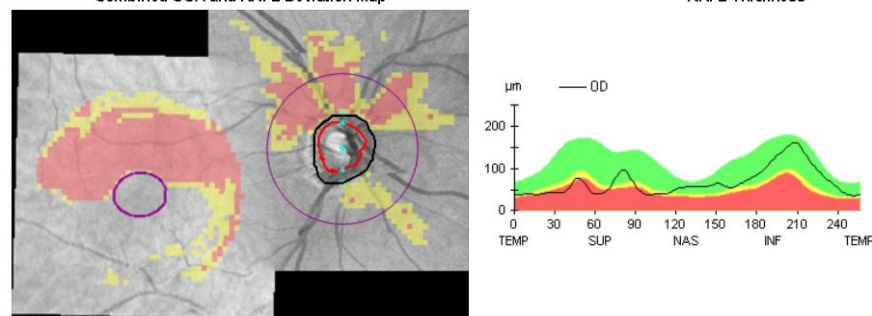 Combined GCA and RNFL Deviation Map
RNFL Thickness
µm
OD
200
100
0
0 30 60 90 120 150 180 210 240
TEMP SUP NAS INF TEMP